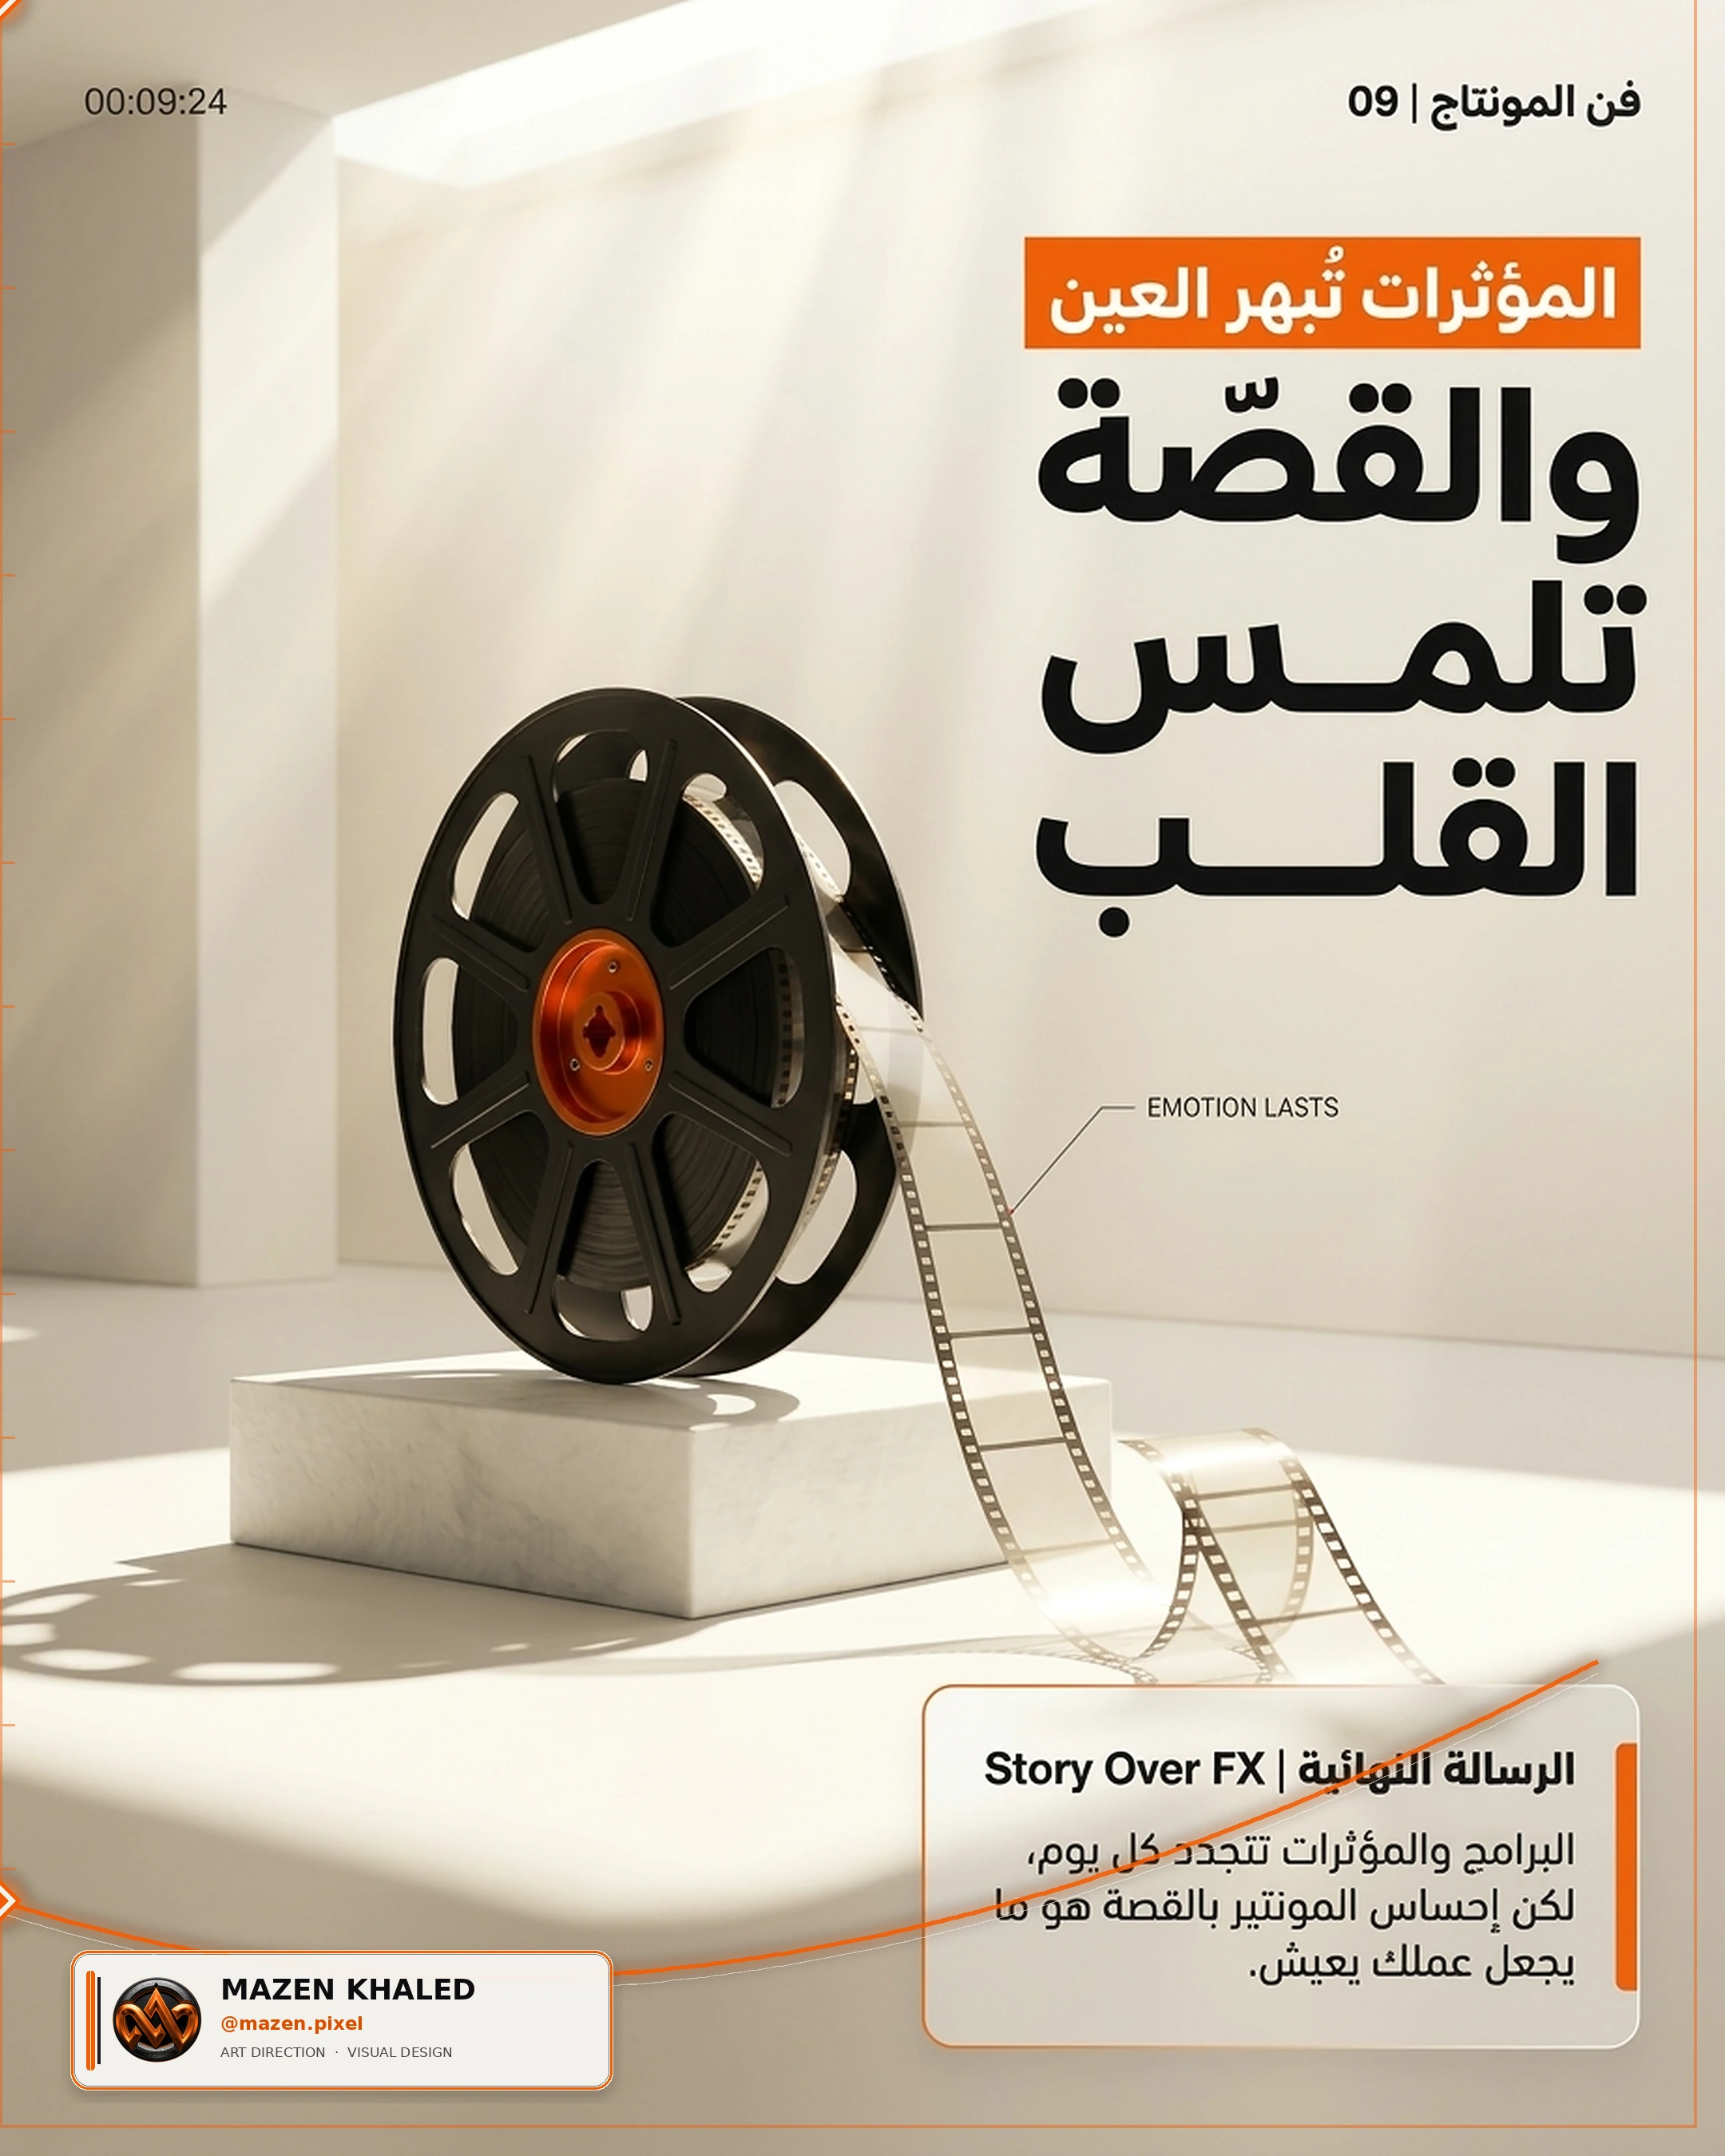 فن المونتاج | 09
00:09:24
المؤثرات تُبهر العين
والقصّة
تلمـس
القلـب
EMOTION LASTS
الرسالة النهائية | Story Over FX
البرامج والمؤثرات تتجدد كل يوم،
لكن إحساس المونتير بالقصة هو ما
يجعل عملك يعيش.
MAZEN KHALED
@mazen.pixel
ART DIRECTION · VISUAL DESIGN